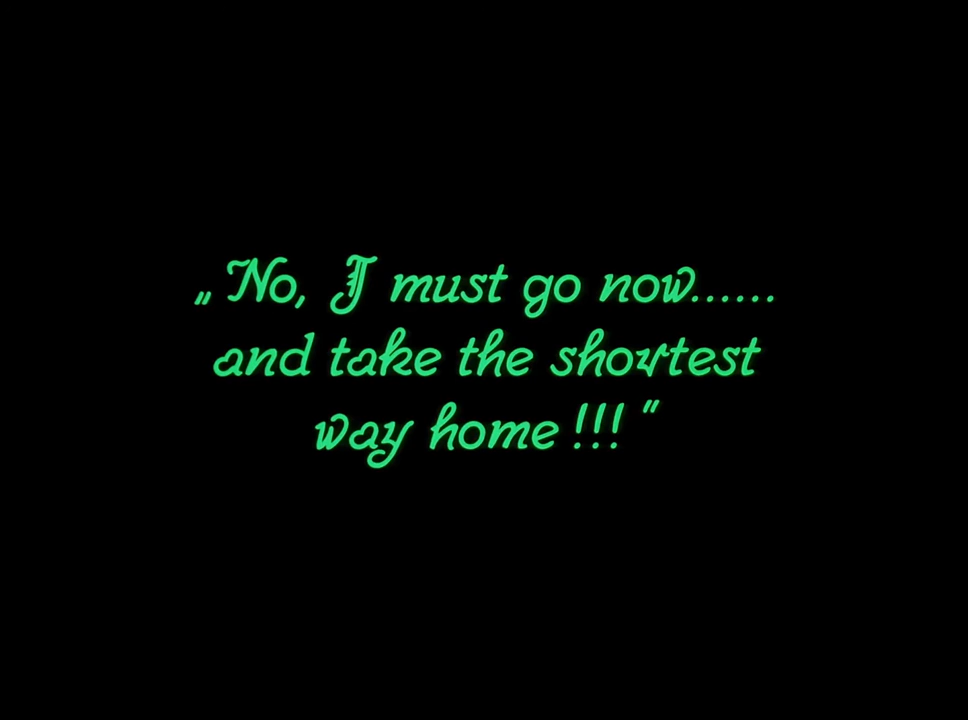 „No, I must go now......
and take the shortest
way home!!!"